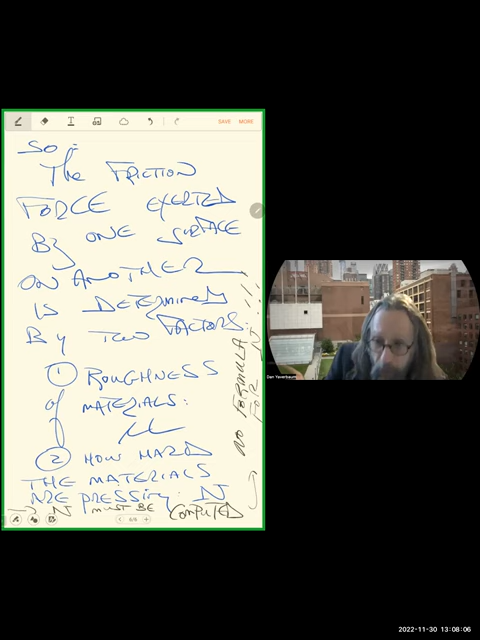 SAVE MORE
SO:
The FRICTION
FORCE EXERTED
By ONE SURFACE
ON ANOTHER
IS DETERMINED
By TWO FACTORS.
① ROUGHNESS
of MATERIALS:
μ
② HOW HARD
THE MATERIALS
ARE PRESSING: N
→ N MUST BE COMPUTED
NO FORMULA
FOR "N"!!!
6/6
Dan Yaverbaum
2022-11-30 13:08:06